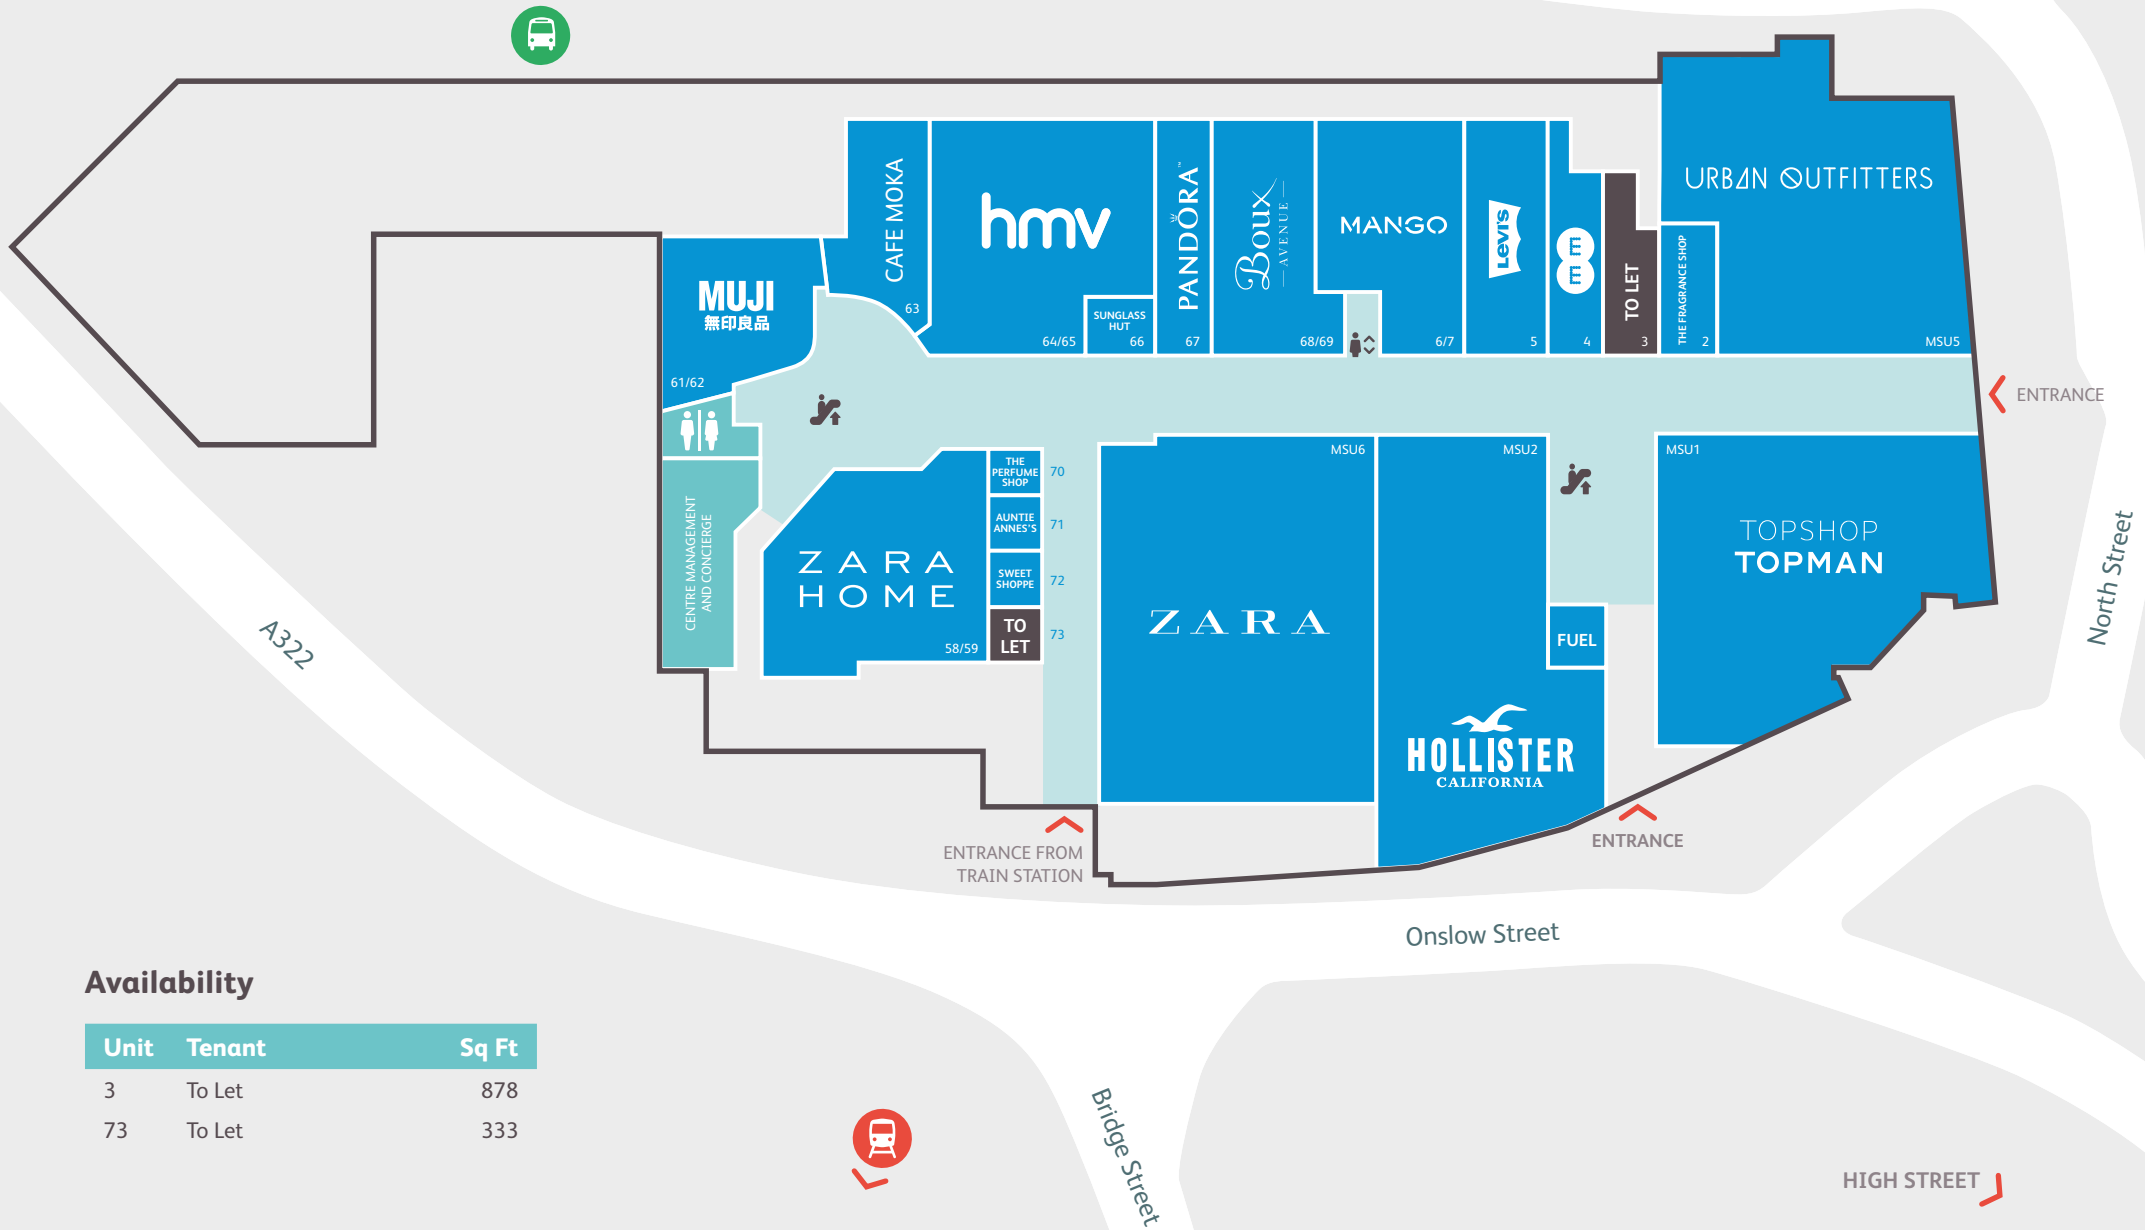 URBAN OUTFITTERS
MSU5
CAFE MOKA
63
hmv
64/65
SUNGLASS
HUT
66
PANDORA™
67
Boux
—AVENUE—
68/69
MANGO
6/7
Levi's
5
EE
4
TO LET
3
THE FRAGRANCE SHOP
2
MUJI
無印良品
61/62
ENTRANCE
CENTRE MANAGEMENT
AND CONCIERGE
ZARA
HOME
58/59
THE
PERFUME
SHOP
70
AUNTIE
ANNES'S
71
SWEET
SHOPPE
72
TO
LET
73
MSU6
ZARA
MSU2
HOLLISTER
CALIFORNIA
FUEL
MSU1
TOPSHOP
TOPMAN
North Street
A322
ENTRANCE FROM
TRAIN STATION
ENTRANCE
Onslow Street
Bridge Street
HIGH STREET
Availability
Unit Tenant Sq Ft
3 To Let 878
73 To Let 333